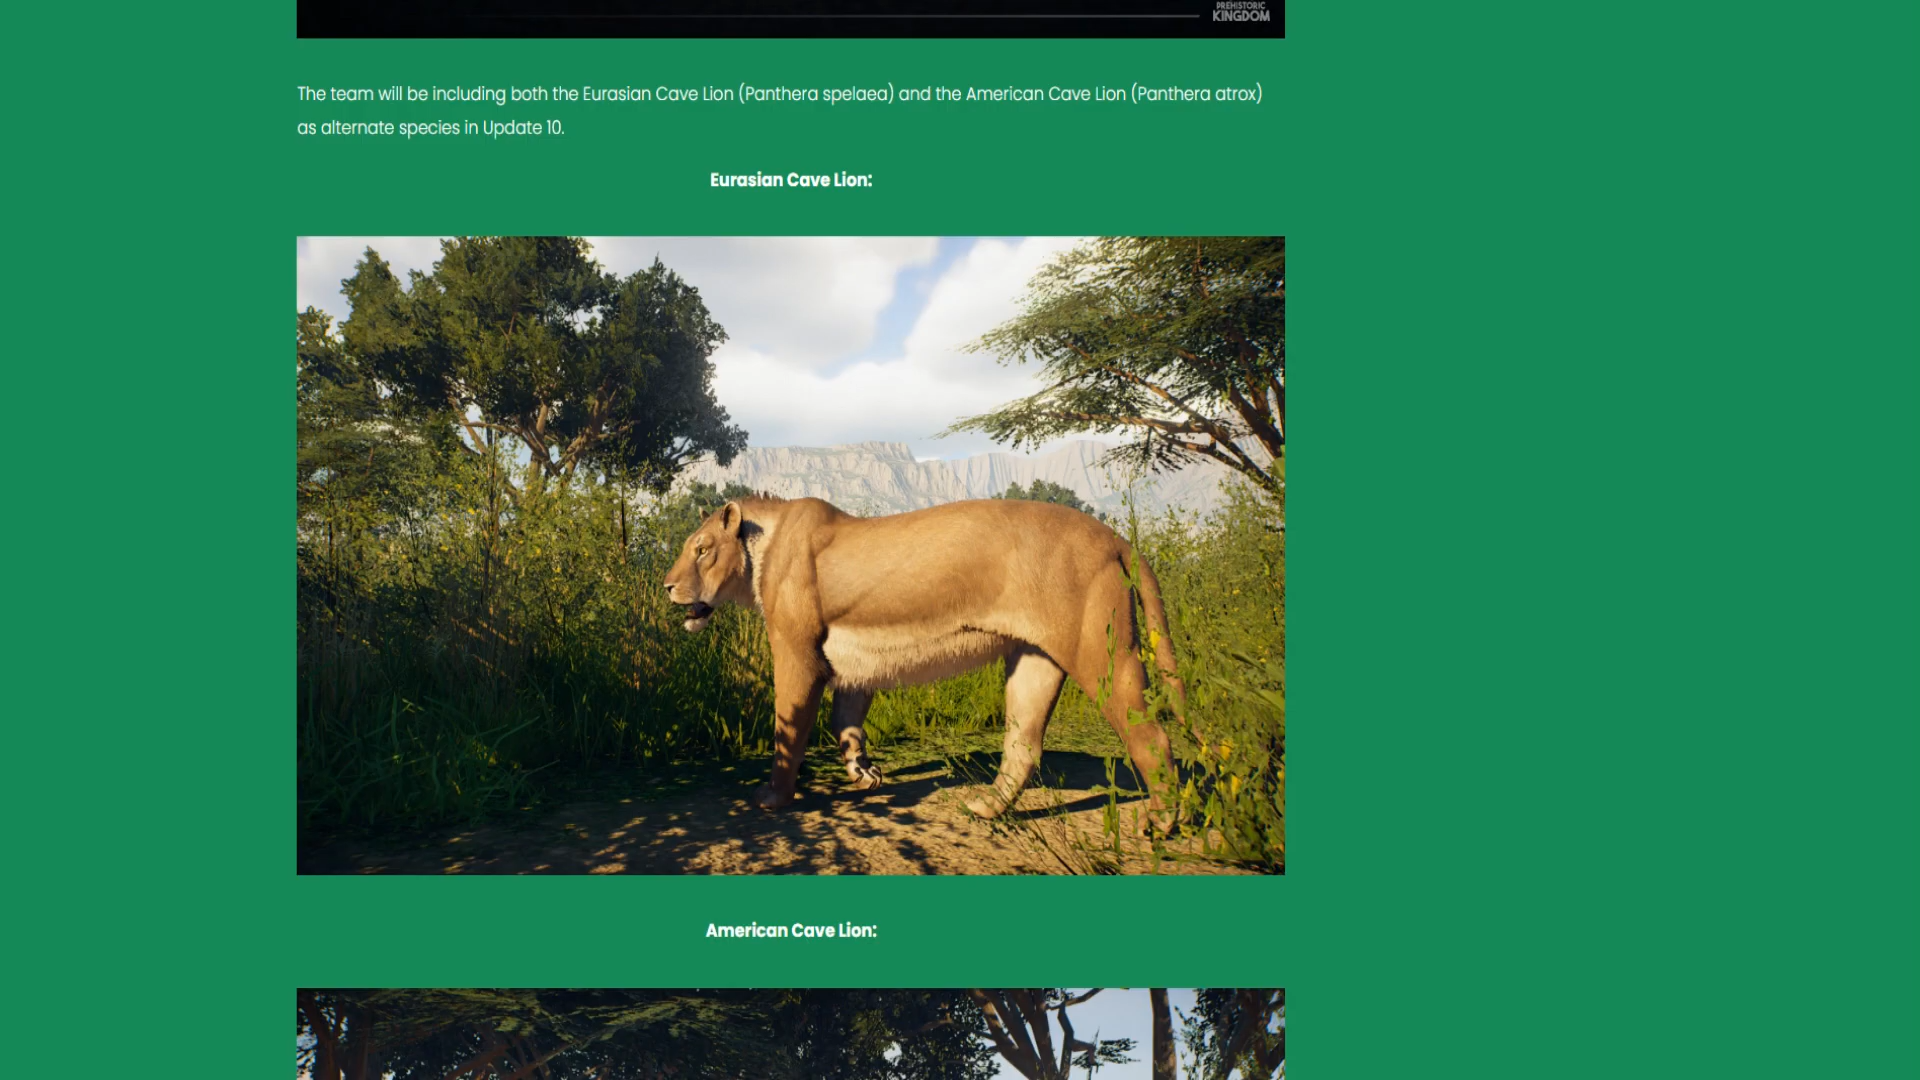 PREHISTORIC
KINGDOM
The team will be including both the Eurasian Cave Lion (Panthera spelaea) and the American Cave Lion (Panthera atrox)
as alternate species in Update 10.
Eurasian Cave Lion:
American Cave Lion: